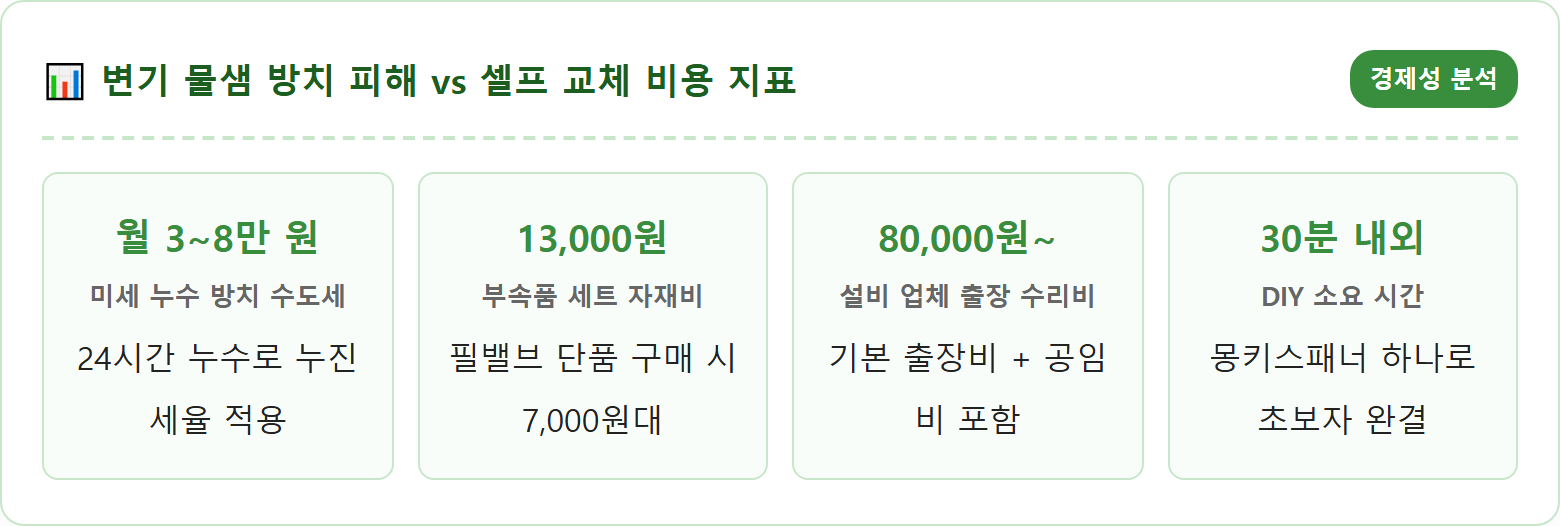 변기 물샘 방치 피해 vs 셀프 교체 비용 지표
경제성 분석
월 3~8만 원
미세 누수 방치 수도세
24시간 누수로 누진
세율 적용
13,000원
부속품 세트 자재비
필밸브 단품 구매 시
7,000원대
80,000원~
설비 업체 출장 수리비
기본 출장비 + 공임
비 포함
30분 내외
DIY 소요 시간
몽키스패너 하나로
초보자 완결